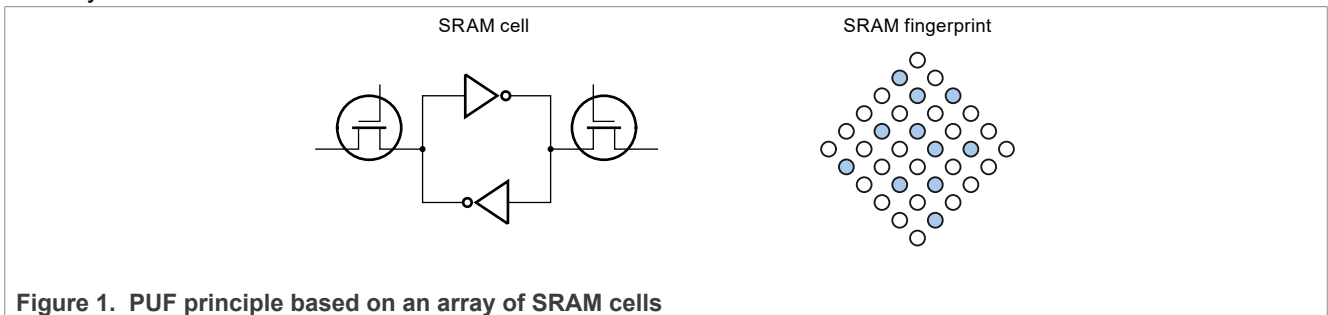 SRAM cell
SRAM fingerprint
Figure 1. PUF principle based on an array of SRAM cells